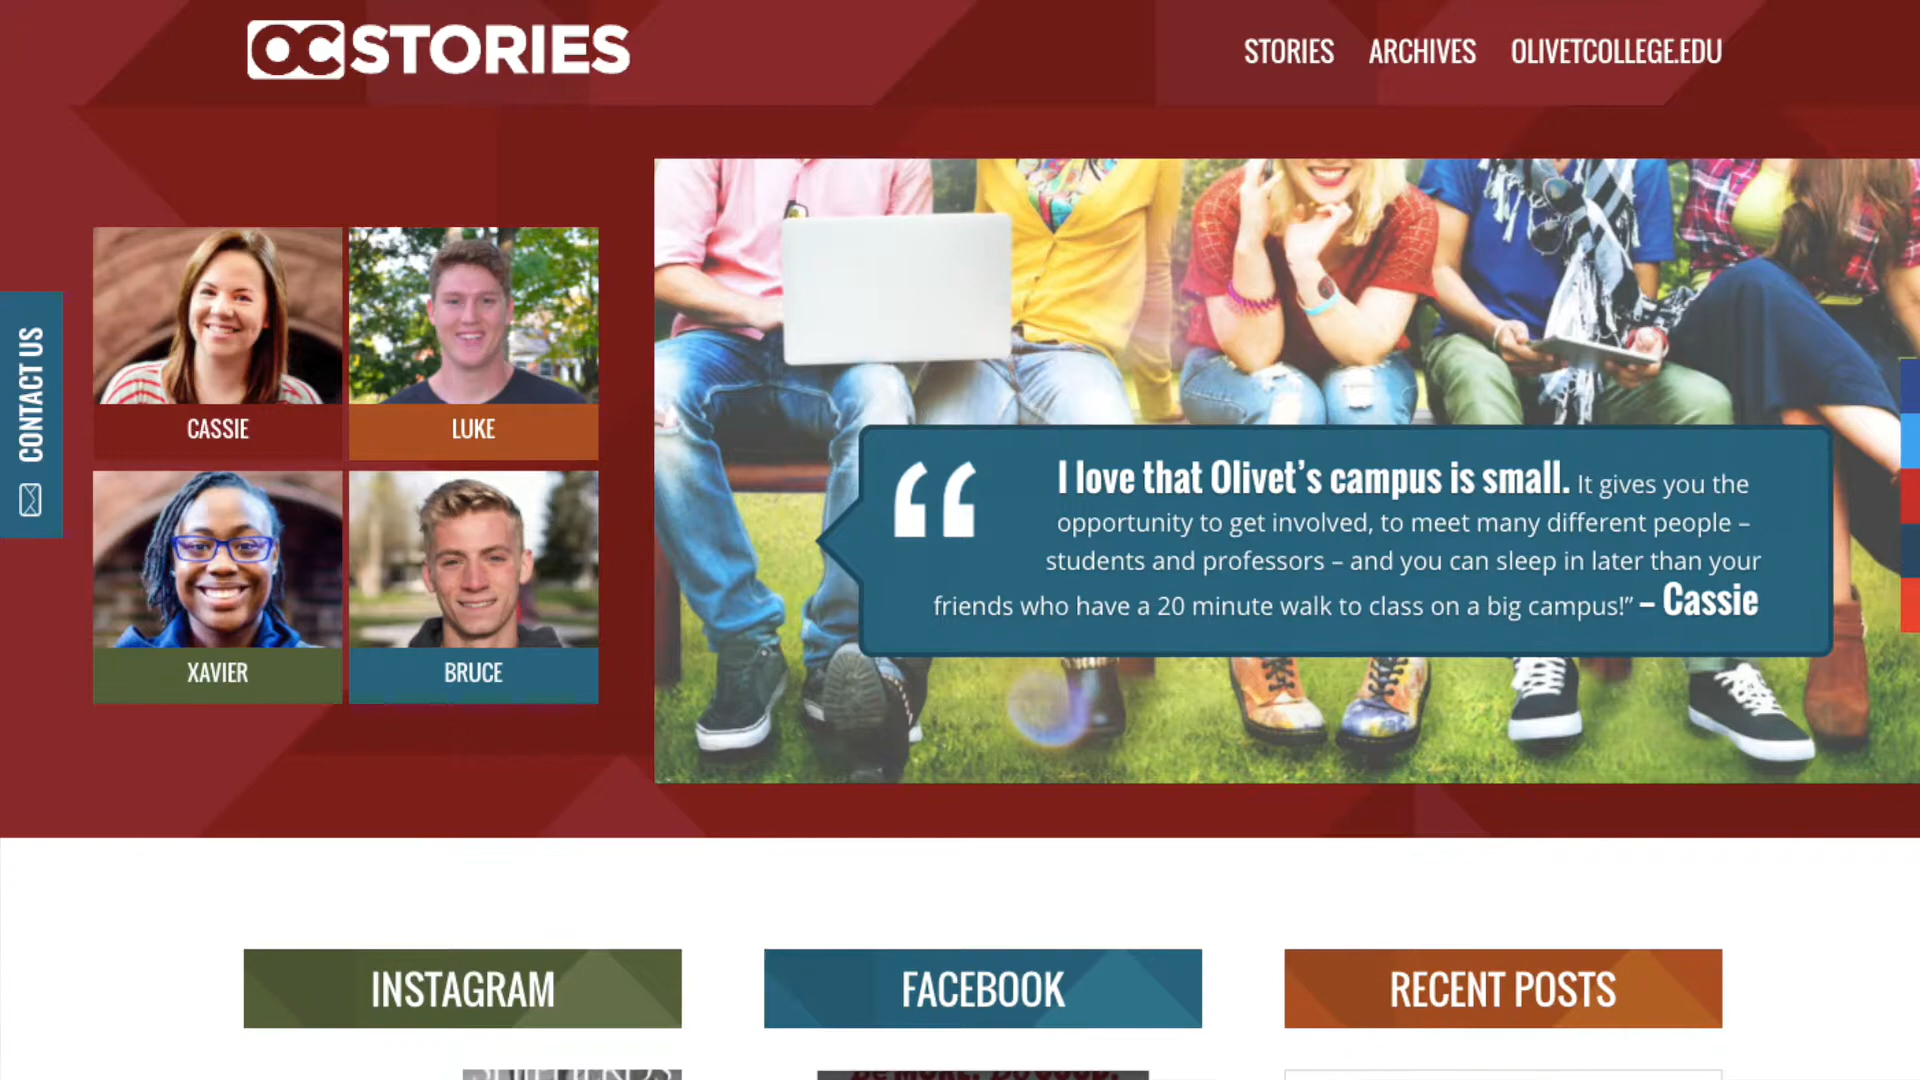 OCSTORIES
STORIES ARCHIVES OLIVETCOLLEGE.EDU
CONTACT US
CASSIE
LUKE
XAVIER
BRUCE
“ I love that Olivet’s campus is small. It gives you the
opportunity to get involved, to meet many different people –
students and professors – and you can sleep in later than your
friends who have a 20 minute walk to class on a big campus!” – Cassie
INSTAGRAM
FACEBOOK
RECENT POSTS